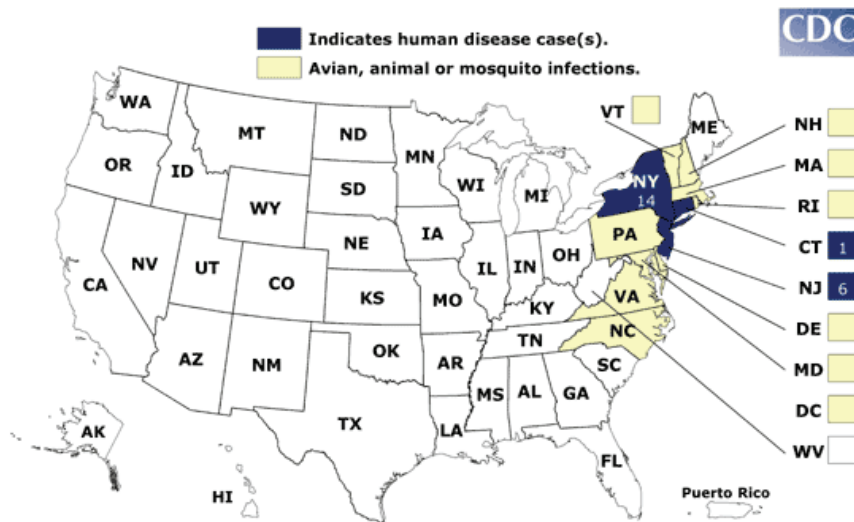 CDC
Indicates human disease case(s).
Avian, animal or mosquito infections.
WA
MT
ND
MN
VT
ME
NH
OR
ID
SD
WI
MI
NY
14
MA
WY
RI
IA
PA
NE
CT 1
NV
UT
CO
IL
IN
OH
CA
KS
MO
VA
NJ 6
KY
NC
DE
AZ
NM
OK
TN
AR
SC
MD
MS
AL
GA
TX
LA
DC
AK
FL
WV
HI
Puerto Rico